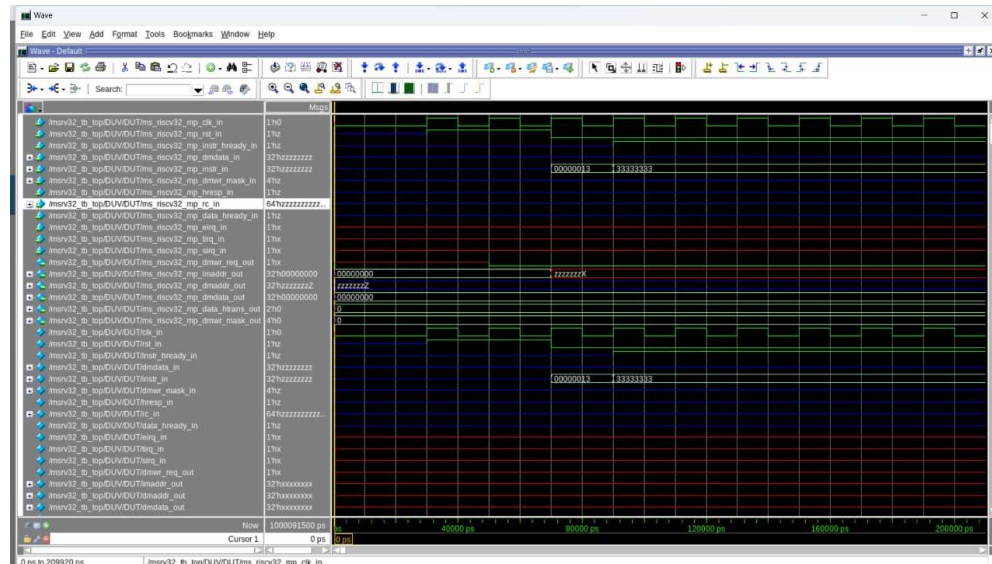 Wave
File Edit View Add Format Tools Bookmarks Window Help
Wave - Default
Search:
Msgs
/msrv32_tb_top/DUV/DUT/ms_riscv32_mp_clk_in 1'h0
/msrv32_tb_top/DUV/DUT/ms_riscv32_mp_rst_in 1'hz
/msrv32_tb_top/DUV/DUT/ms_riscv32_mp_instr_hready_in 1'hz
/msrv32_tb_top/DUV/DUT/ms_riscv32_mp_dmdata_in 32'hzzzzzzzz
/msrv32_tb_top/DUV/DUT/ms_riscv32_mp_instr_in 32'hzzzzzzzz 00000013 33333333
/msrv32_tb_top/DUV/DUT/ms_riscv32_mp_dmwr_mask_in 4'hz
/msrv32_tb_top/DUV/DUT/ms_riscv32_mp_hresp_in 1'hz
/msrv32_tb_top/DUV/DUT/ms_riscv32_mp_rc_in 64'hzzzzzzzzzz...
/msrv32_tb_top/DUV/DUT/ms_riscv32_mp_data_hready_in 1'hz
/msrv32_tb_top/DUV/DUT/ms_riscv32_mp_eirq_in 1'hx
/msrv32_tb_top/DUV/DUT/ms_riscv32_mp_tirq_in 1'hx
/msrv32_tb_top/DUV/DUT/ms_riscv32_mp_sirq_in 1'hx
/msrv32_tb_top/DUV/DUT/ms_riscv32_mp_dmwr_req_out 1'hx
/msrv32_tb_top/DUV/DUT/ms_riscv32_mp_imaddr_out 32'h00000000 00000000 zzzzzzzX
/msrv32_tb_top/DUV/DUT/ms_riscv32_mp_dmaddr_out 32'hzzzzzzzZ zzzzzzzZ
/msrv32_tb_top/DUV/DUT/ms_riscv32_mp_dmdata_out 32'h00000000 00000000
/msrv32_tb_top/DUV/DUT/ms_riscv32_mp_data_htrans_out 2'h0 0
/msrv32_tb_top/DUV/DUT/ms_riscv32_mp_dmwr_mask_out 4'h0 0
/msrv32_tb_top/DUV/DUT/clk_in 1'h0
/msrv32_tb_top/DUV/DUT/rst_in 1'hz
/msrv32_tb_top/DUV/DUT/instr_hready_in 1'hz
/msrv32_tb_top/DUV/DUT/dmdata_in 32'hzzzzzzzz
/msrv32_tb_top/DUV/DUT/instr_in 32'hzzzzzzzz 00000013 33333333
/msrv32_tb_top/DUV/DUT/dmwr_mask_in 4'hz
/msrv32_tb_top/DUV/DUT/hresp_in 1'hz
/msrv32_tb_top/DUV/DUT/rc_in 64'hzzzzzzzzzz...
/msrv32_tb_top/DUV/DUT/data_hready_in 1'hz
/msrv32_tb_top/DUV/DUT/eirq_in 1'hx
/msrv32_tb_top/DUV/DUT/tirq_in 1'hx
/msrv32_tb_top/DUV/DUT/sirq_in 1'hx
/msrv32_tb_top/DUV/DUT/dmwr_req_out 1'hx
/msrv32_tb_top/DUV/DUT/imaddr_out 32'hxxxxxxxx
/msrv32_tb_top/DUV/DUT/dmaddr_out 32'hxxxxxxxx
/msrv32_tb_top/DUV/DUT/dmdata_out 32'hxxxxxxxx
Now 1000091500 ps 40000 ps 80000 ps 120000 ps 160000 ps 200000 ps
Cursor 1 0 ps 0 ps
0 ps to 209920 ps /msrv32_tb_top/DUV/DUT/ms_riscv32_mp_clk_in